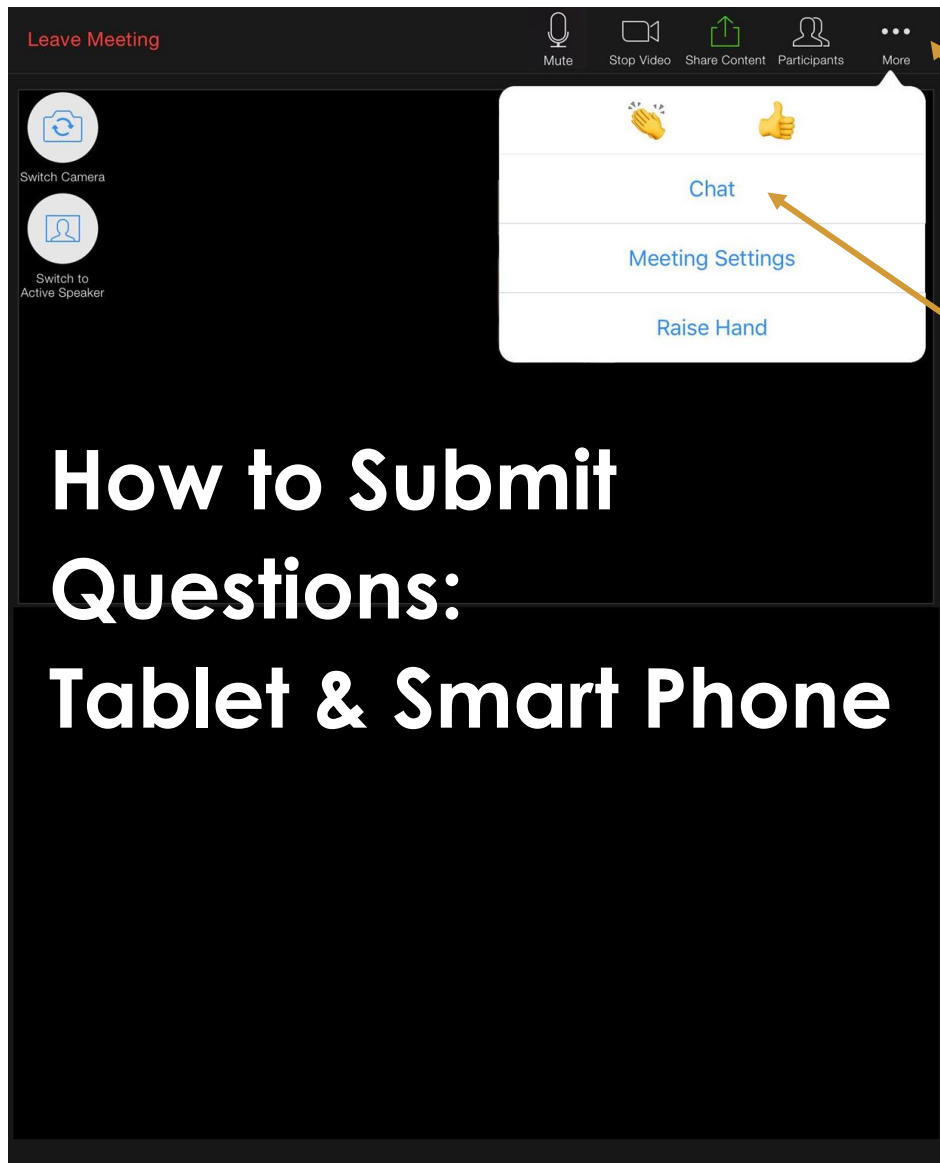 Leave Meeting
Mute
Stop Video
Share Content
Participants
More
Switch Camera
Chat
Switch to
Active Speaker
Meeting Settings
Raise Hand
How to Submit
Questions:
Tablet & Smart Phone